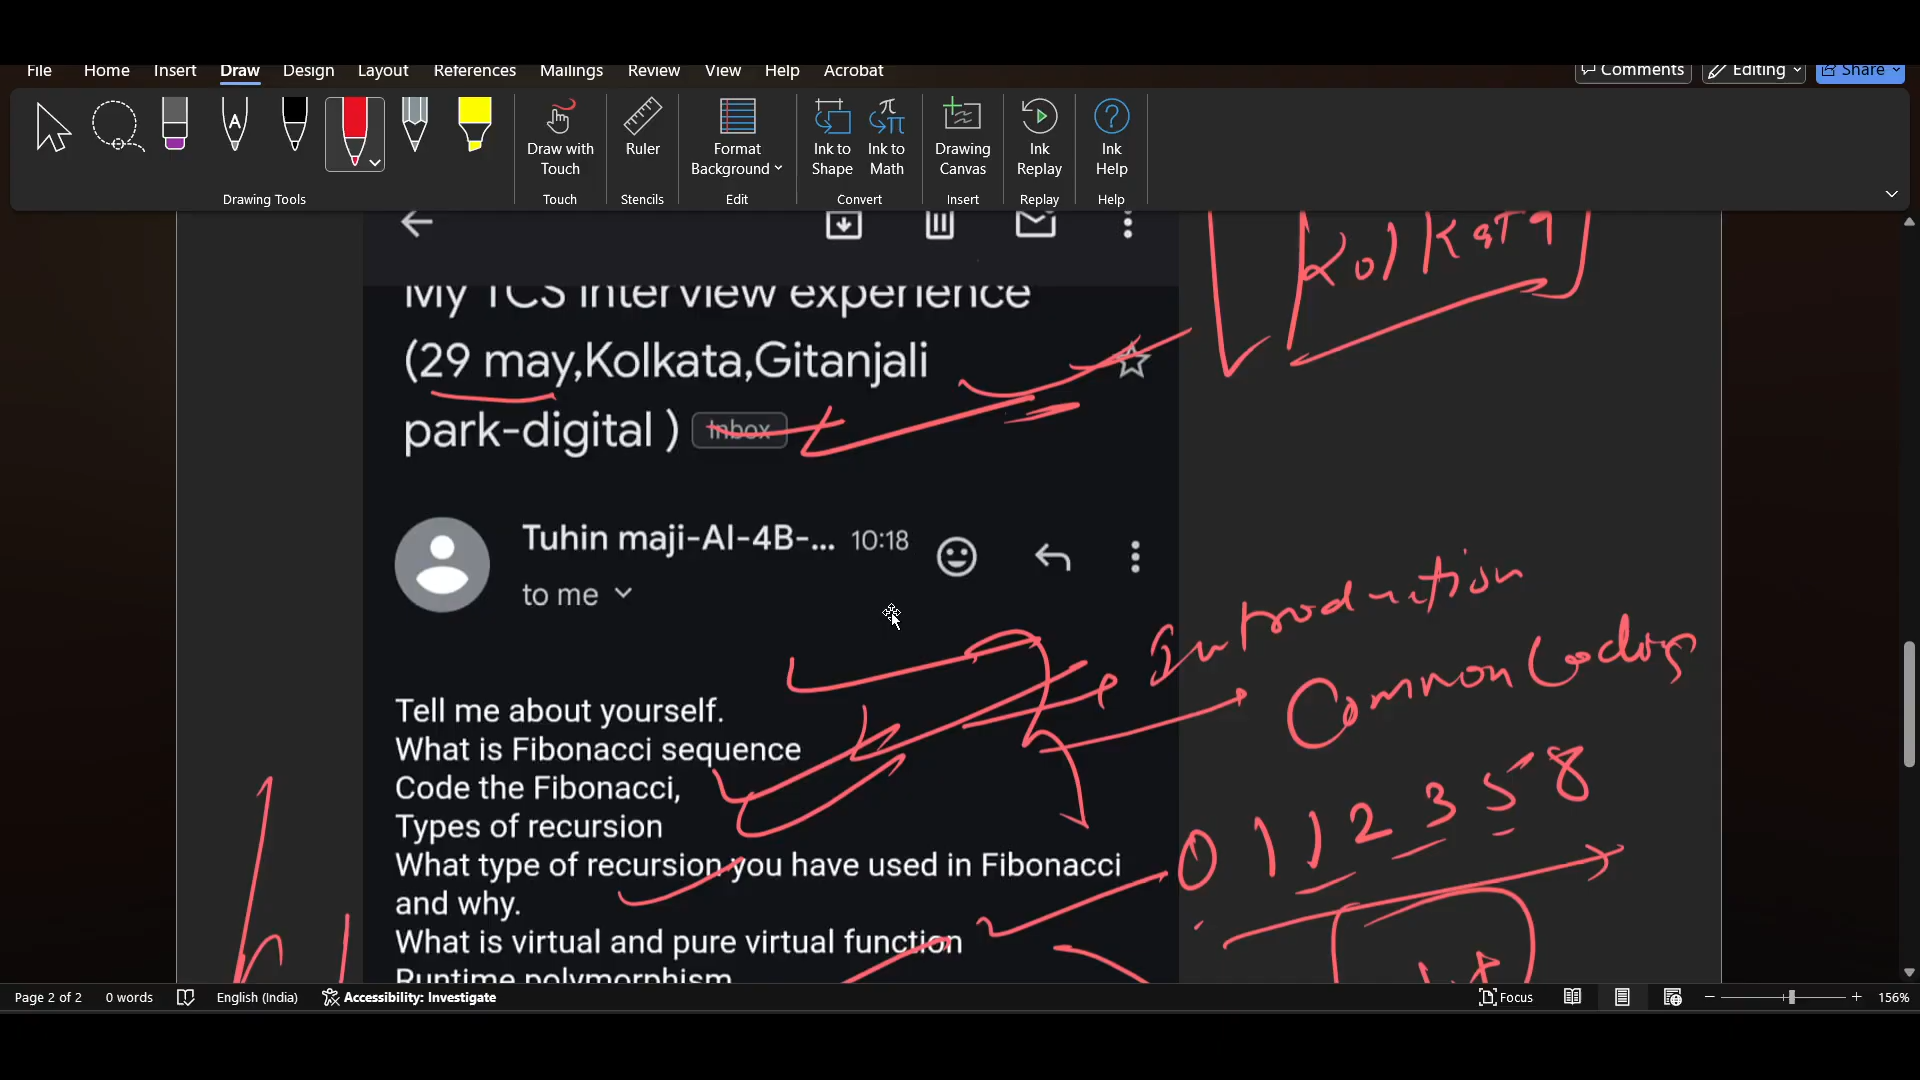 File Home Insert Draw Design Layout References Mailings Review View Help Acrobat Comments Editing Share
Draw with Touch
Ruler
Format Background
Ink to Shape
Ink to Math
Drawing Canvas
Ink Replay
Ink Help
Drawing Tools Touch Stencils Edit Convert Insert Replay Help
Kolkata
My TCS interview experience
(29 may,Kolkata,Gitanjali
park-digital ) Inbox
Tuhin maji-AI-4B-... 10:18
to me
Introduction
Common Coding
Tell me about yourself.
What is Fibonacci sequence
Code the Fibonacci,
Types of recursion
0 1 1 2 3 5 8
What type of recursion you have used in Fibonacci
and why.
What is virtual and pure virtual function
Runtime polymorphism
Page 2 of 2 0 words English (India) Accessibility: Investigate Focus 156%